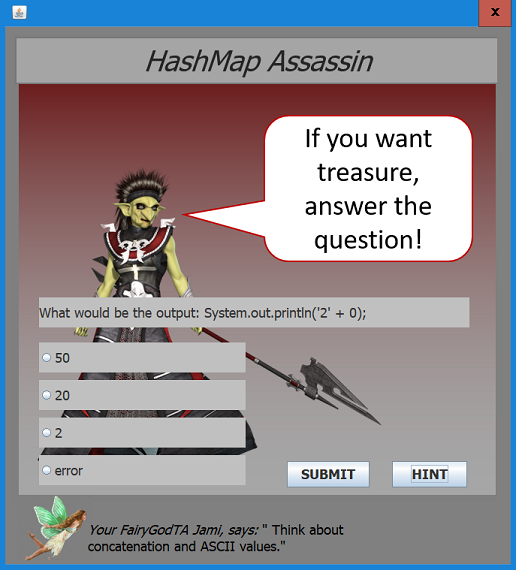 x
HashMap Assassin
If you want
treasure,
answer the
question!
What would be the output: System.out.println('2' + 0);
50
20
2
error
SUBMIT
HINT
Your FairyGodTA Jami, says: " Think about
concatenation and ASCII values."